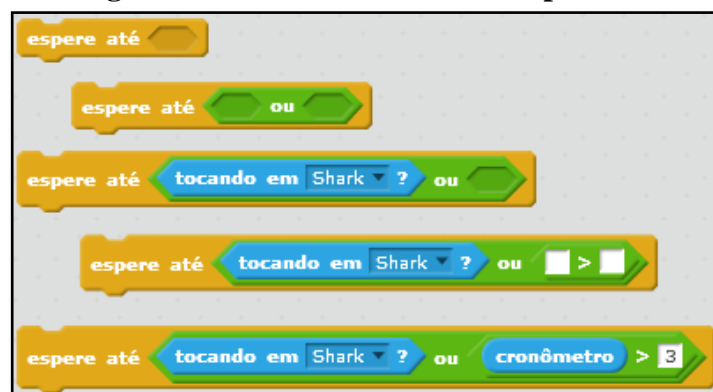 espere até
espere até ou
espere até tocando em Shark ? ou
espere até tocando em Shark ? ou >
espere até tocando em Shark ? ou cronômetro > 3